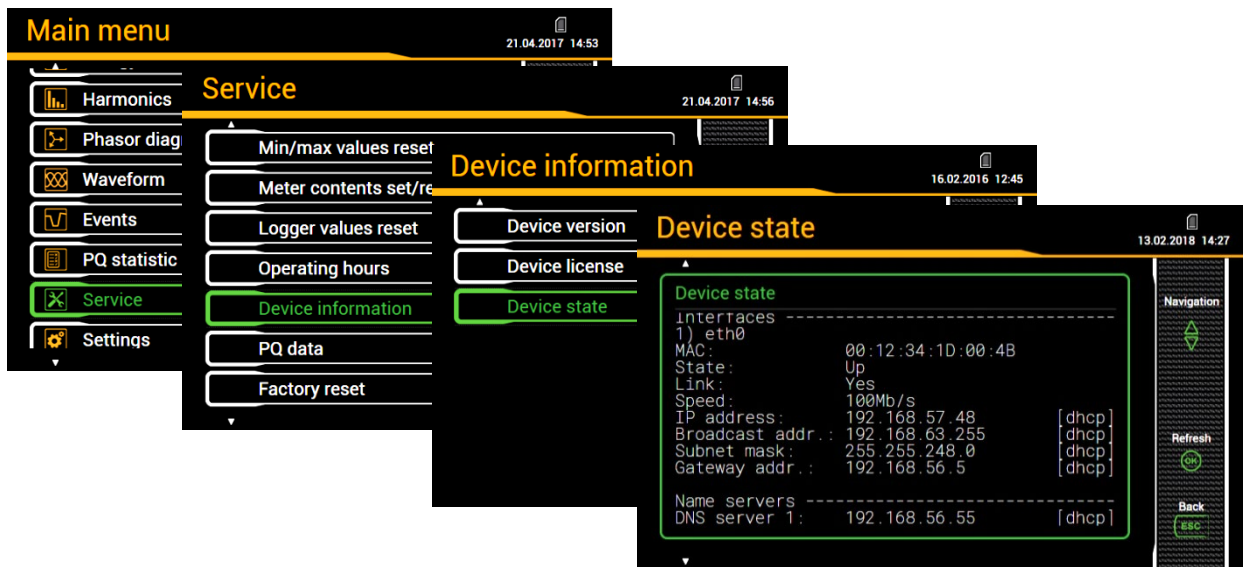 Main menu
21.04.2017 14:53
Harmonics
Phasor diag
Waveform
Events
PQ statistic
Service
Settings
Service
21.04.2017 14:56
Min/max values reset
Meter contents set/re
Logger values reset
Operating hours
Device information
PQ data
Factory reset
Device information
16.02.2016 12:45
Device version
Device license
Device state
Device state
13.02.2018 14:27
Device state
Interfaces ---------------------------------
1) eth0
MAC: 00:12:34:1D:00:4B
State: Up
Link: Yes
Speed: 100Mb/s
IP address: 192.168.57.48 [dhcp]
Broadcast addr.: 192.168.63.255 [dhcp]
Subnet mask: 255.255.248.0 [dhcp]
Gateway addr.: 192.168.56.5 [dhcp]
Name servers -------------------------------
DNS server 1: 192.168.56.55 [dhcp]
Navigation
Refresh
OK
Back
ESC